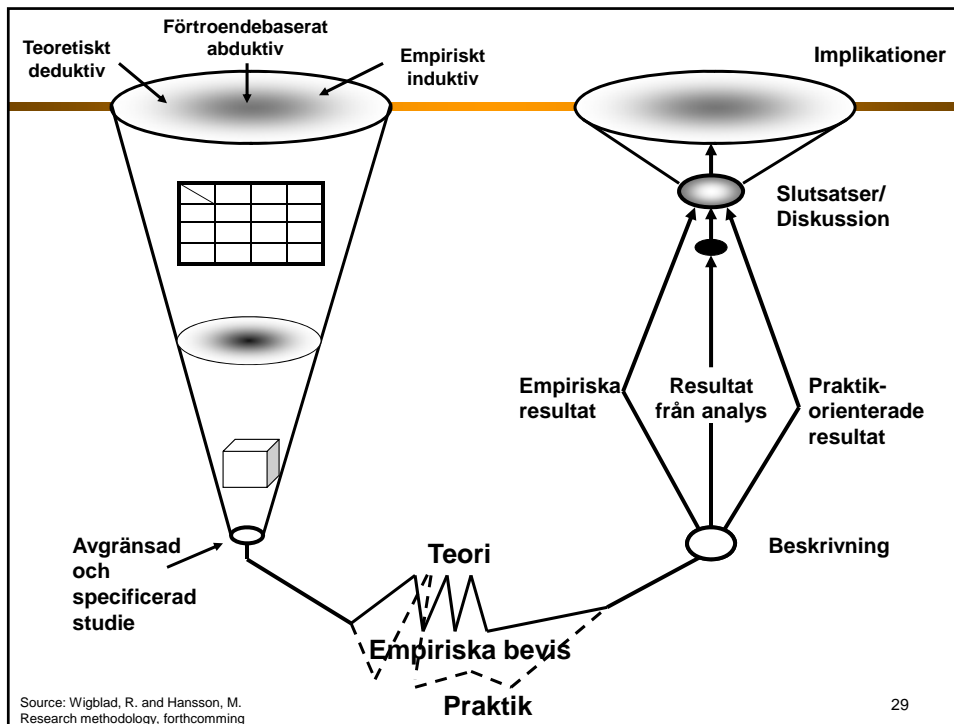 Teoretiskt
deduktiv
Förtroendebaserat
abduktiv
Empiriskt
induktiv
Implikationer
Slutsatser/
Diskussion
Empiriska
resultat
Resultat
från analys
Praktik-
orienterade
resultat
Avgränsad
och
specificerad
studie
Teori
Beskrivning
Empiriska bevis
Praktik
Source: Wigblad, R. and Hansson, M.
Research methodology, forthcomming
29